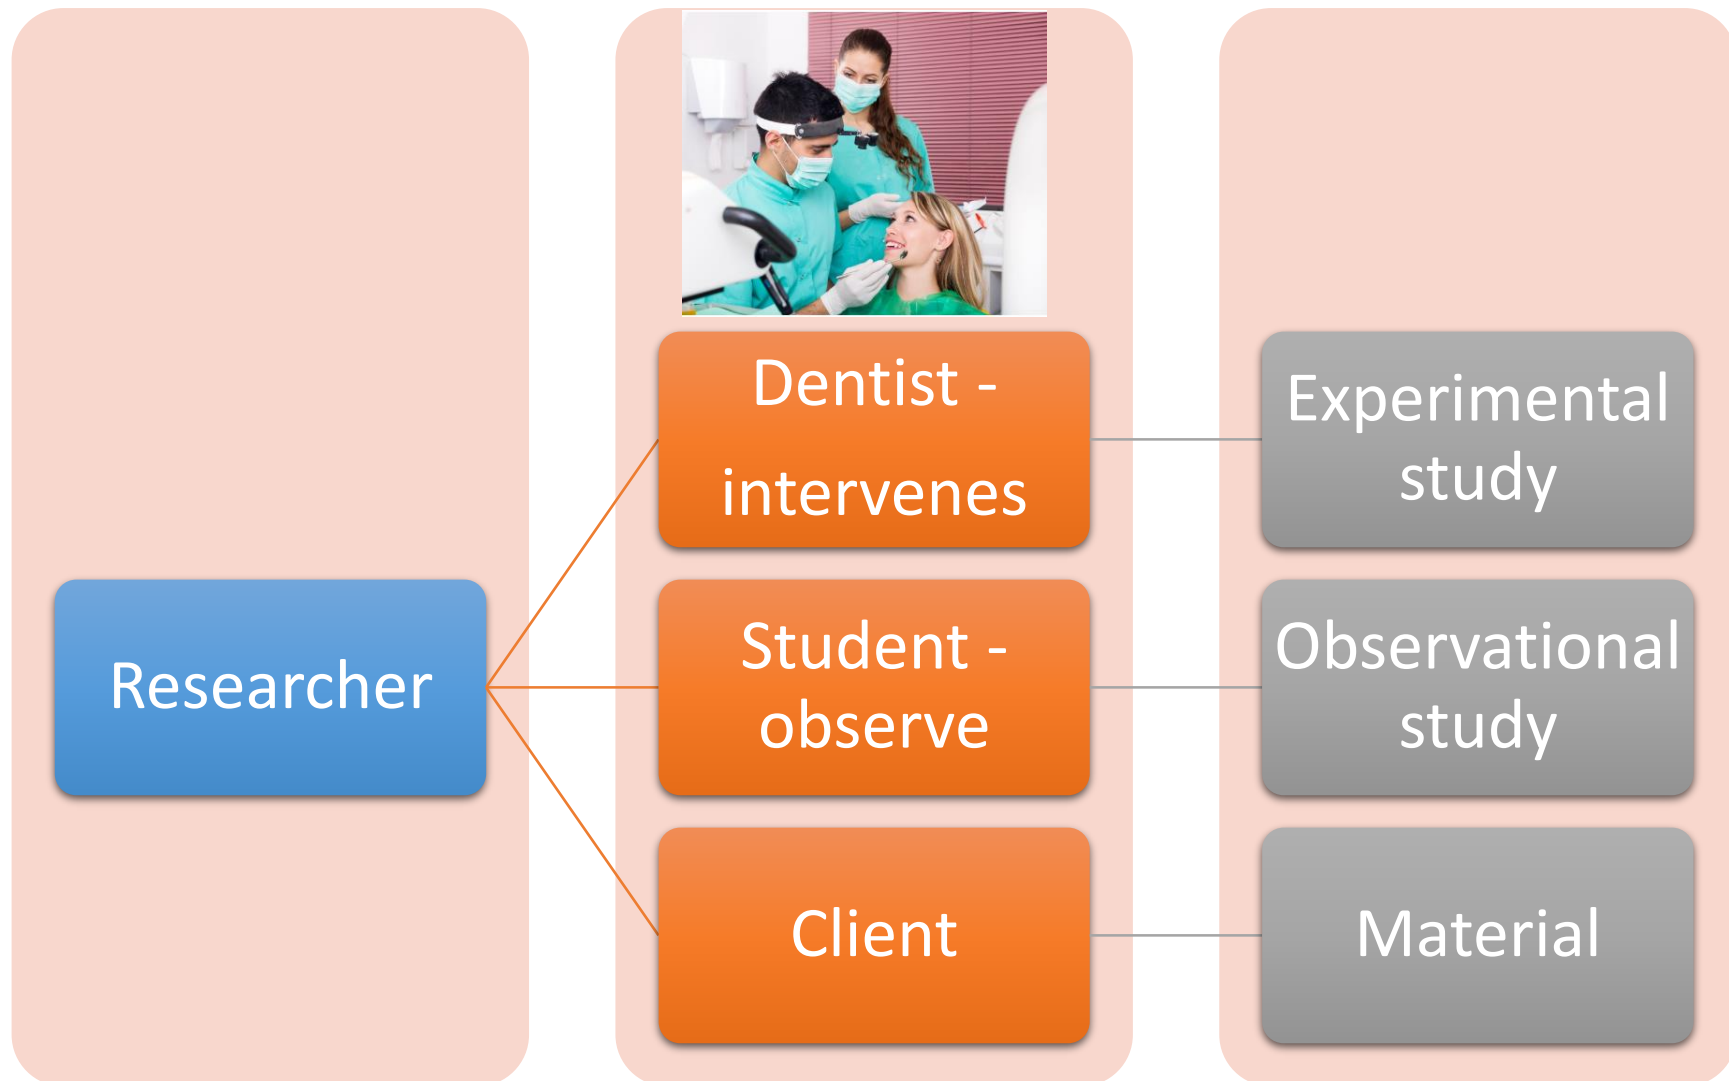 Researcher
Dentist -
intervenes
Student -
observe
Client
Experimental
study
Observational
study
Material